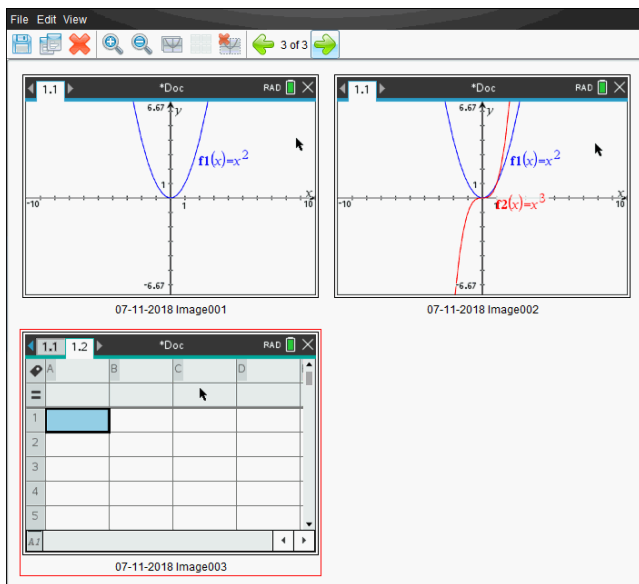 File Edit View
3 of 3
1.1 *Doc RAD
6.67 y
f1(x)=x²
1
x
-10 1 10
-6.67
07-11-2018 Image001
1.1 *Doc RAD
6.67 y
f1(x)=x²
1
x
-10 1 10
f2(x)=x³
-6.67
07-11-2018 Image002
1.1 1.2 *Doc RAD
A B C D
=
1
2
3
4
5
A1
07-11-2018 Image003